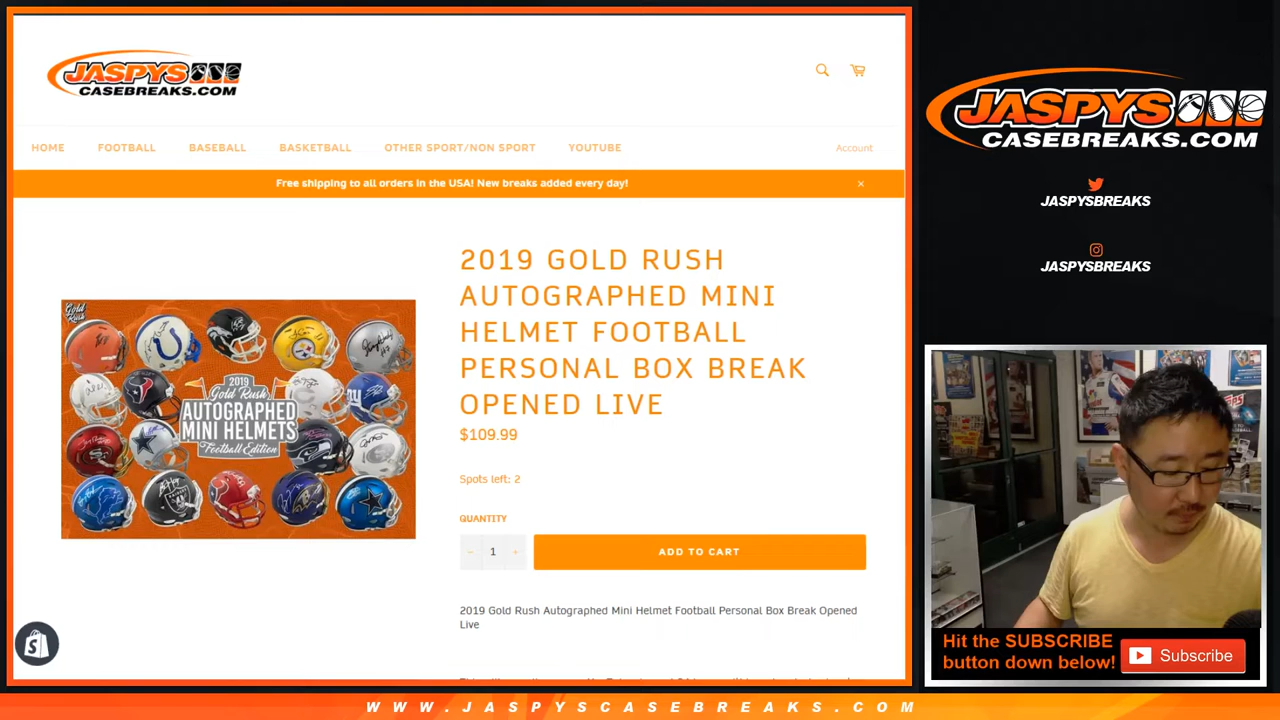 JASPYS
CASEBREAKS.COM
HOME FOOTBALL BASEBALL BASKETBALL OTHER SPORT/NON SPORT YOUTUBE Account
Free shipping to all orders in the USA! New breaks added every day! ×
2019 GOLD RUSH
AUTOGRAPHED MINI
HELMET FOOTBALL
PERSONAL BOX BREAK
OPENED LIVE
$109.99
Spots left: 2
QUANTITY
− 1 +
ADD TO CART
2019 Gold Rush Autographed Mini Helmet Football Personal Box Break Opened
Live
Gold
Rush
2019
Gold Rush
AUTOGRAPHED
MINI HELMETS
Football Edition
JASPYS
CASEBREAKS.COM
JASPYSBREAKS
JASPYSBREAKS
Hit the SUBSCRIBE
button down below!
Subscribe
WWW.JASPYSCASEBREAKS.COM